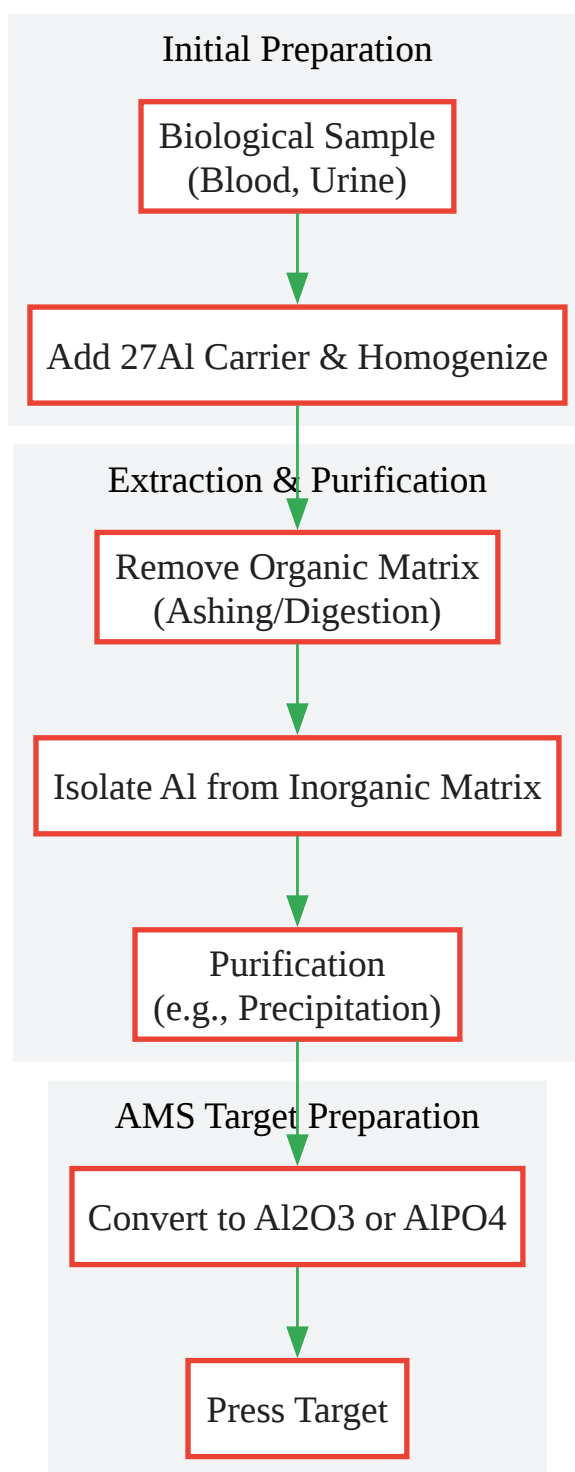 Initial Preparation
Biological Sample
(Blood, Urine)
Add 27Al Carrier & Homogenize
Extraction & Purification
Remove Organic Matrix
(Ashing/Digestion)
Isolate Al from Inorganic Matrix
Purification
(e.g., Precipitation)
AMS Target Preparation
Convert to Al2O3 or AlPO4
Press Target